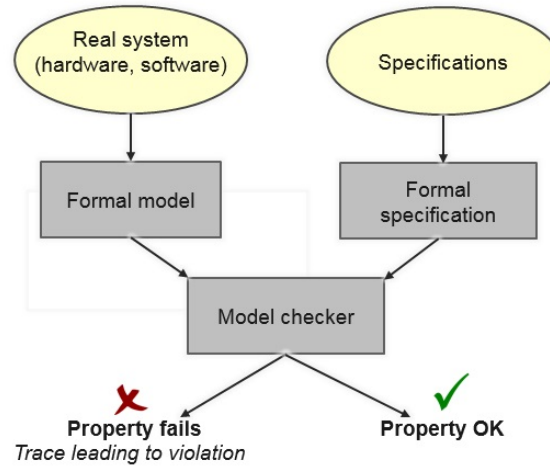 Real system
(hardware, software)
Specifications
Formal model
Formal
specification
Model checker
Property fails
Trace leading to violation
Property OK